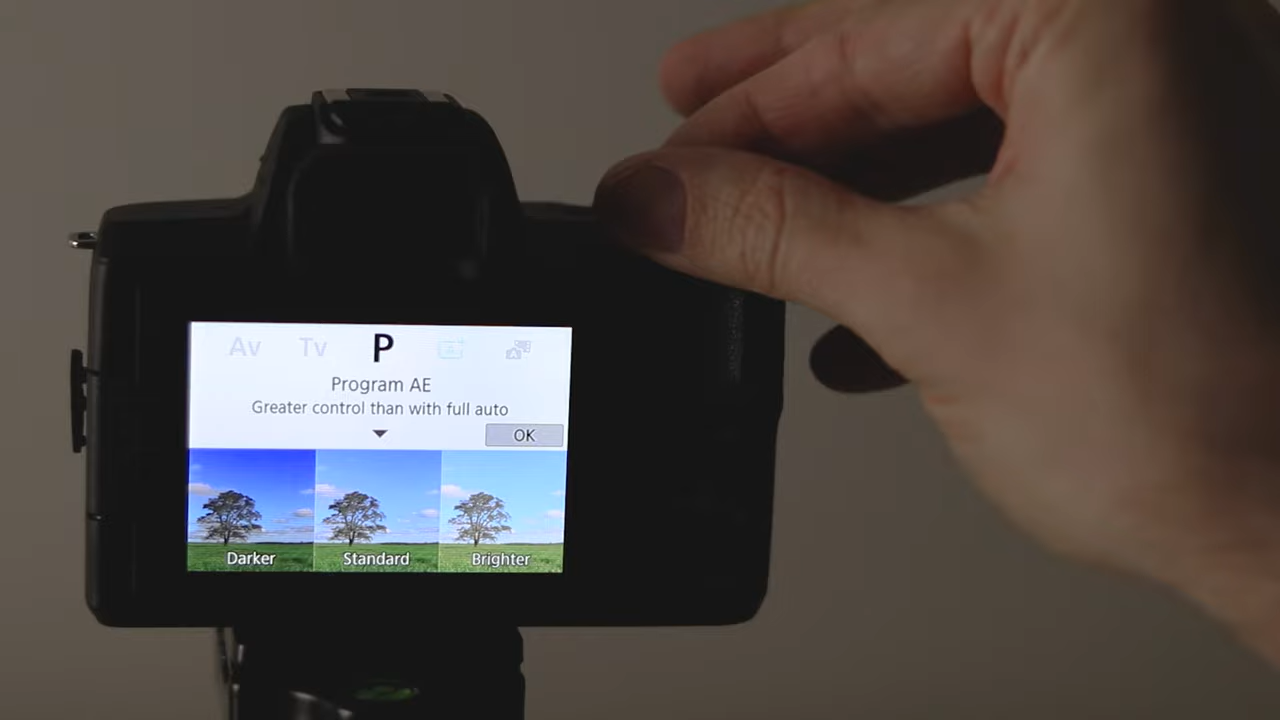 Av Tv P
Program AE
Greater control than with full auto
OK
Darker Standard Brighter